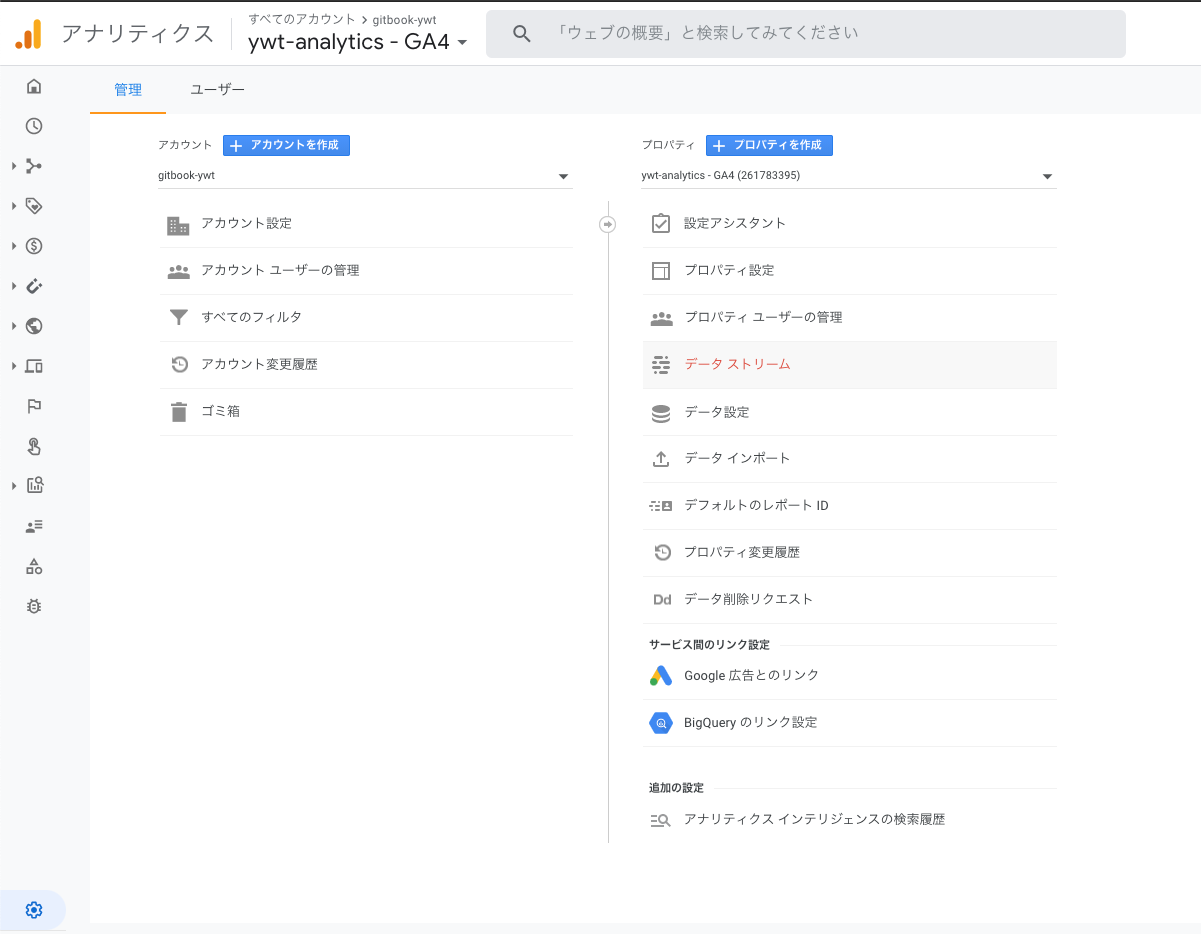 アナリティクス
すべてのアカウント > gitbook-ywt
ywt-analytics - GA4
「ウェブの概要」と検索してみてください
管理
ユーザー
アカウント
アカウントを作成
gitbook-ywt
アカウント設定
アカウント ユーザーの管理
すべてのフィルタ
アカウント変更履歴
ゴミ箱
プロパティ
プロパティを作成
ywt-analytics - GA4 (261783395)
設定アシスタント
プロパティ設定
プロパティ ユーザーの管理
データ ストリーム
データ設定
データ インポート
デフォルトのレポート ID
プロパティ変更履歴
Dd データ削除リクエスト
サービス間のリンク設定
Google 広告とのリンク
BigQuery のリンク設定
追加の設定
アナリティクス インテリジェンスの検索履歴